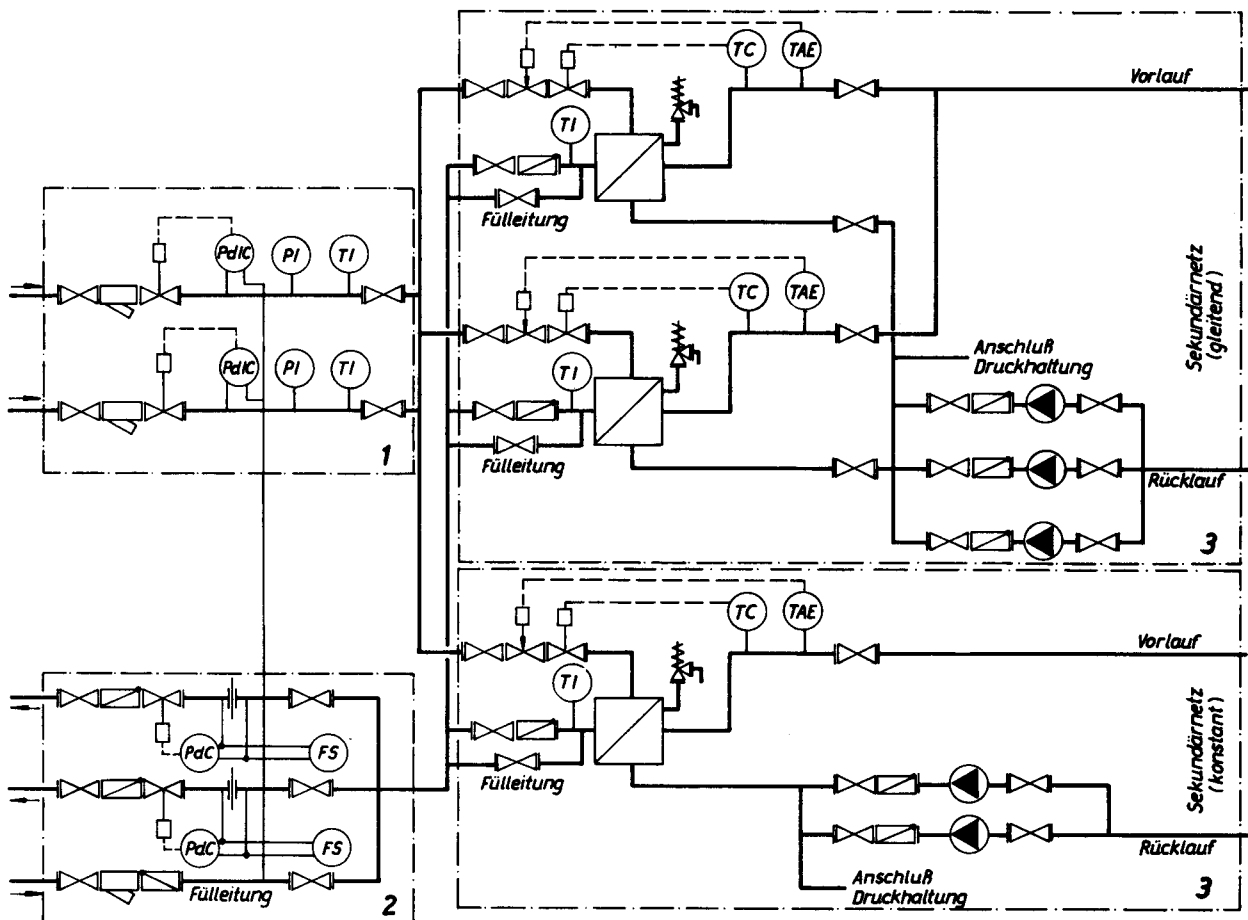 TC
TAE
Vorlauf
TI
Fülleitung
PdIC
PI
TI
TC
TAE
Sekundärnetz
(gleitend)
Anschluß
Druckhaltung
PdIC
PI
TI
TI
1
Fülleitung
Rücklauf
3
TC
TAE
Vorlauf
TI
PdC
FS
Fülleitung
Sekundärnetz
(konstant)
PdC
FS
Rücklauf
Fülleitung
2
Anschluß
Druckhaltung
3